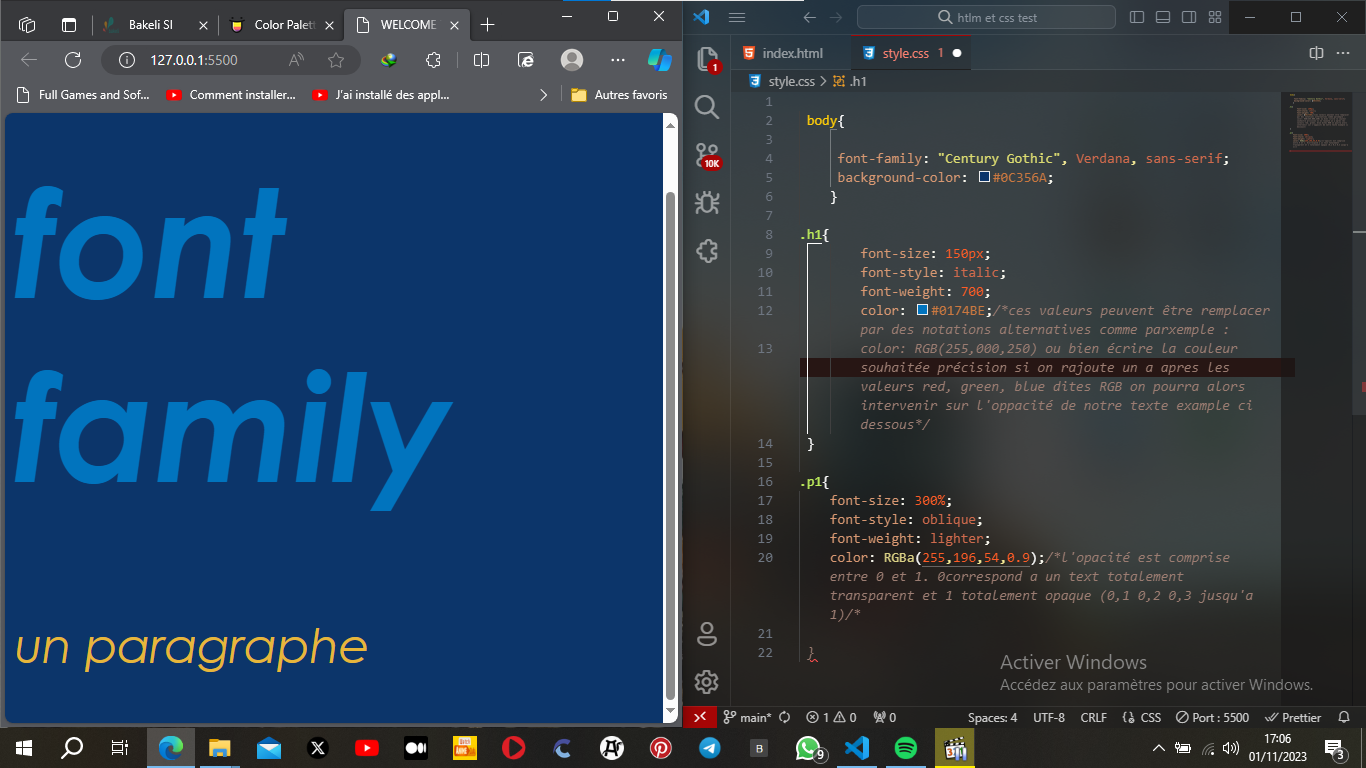 Bakeli SI
Color Palett
WELCOME
127.0.0.1:5500
Full Games and Sof...
Comment installer...
J'ai installé des appl...
Autres favoris
font
family
un paragraphe
htlm et css test
index.html
style.css 1
style.css > .h1
1
2 body{
3
4 font-family: "Century Gothic", Verdana, sans-serif;
5 background-color: #0C356A;
6 }
7
8 .h1{
9 font-size: 150px;
10 font-style: italic;
11 font-weight: 700;
12 color: #0174BE;/*ces valeurs peuvent être remplacer
par des notations alternatives comme parxemple :
13 color: RGB(255,000,250) ou bien écrire la couleur
souhaitée précision si on rajoute un a apres les
valeurs red, green, blue dites RGB on pourra alors
intervenir sur l'oppacité de notre texte example ci
dessous*/
14 }
15
16 .p1{
17 font-size: 300%;
18 font-style: oblique;
19 font-weight: lighter;
20 color: RGBa(255,196,54,0.9);/*l'opacité est comprise
entre 0 et 1. 0correspond a un text totalement
transparent et 1 totalement opaque (0,1 0,2 0,3 jusqu'a
1)/*
21
22 }
1
10K
Activer Windows
Accédez aux paramètres pour activer Windows.
main*
1 0
0
Spaces: 4
UTF-8
CRLF
CSS
Port : 5500
Prettier
9
17:06
01/11/2023
3